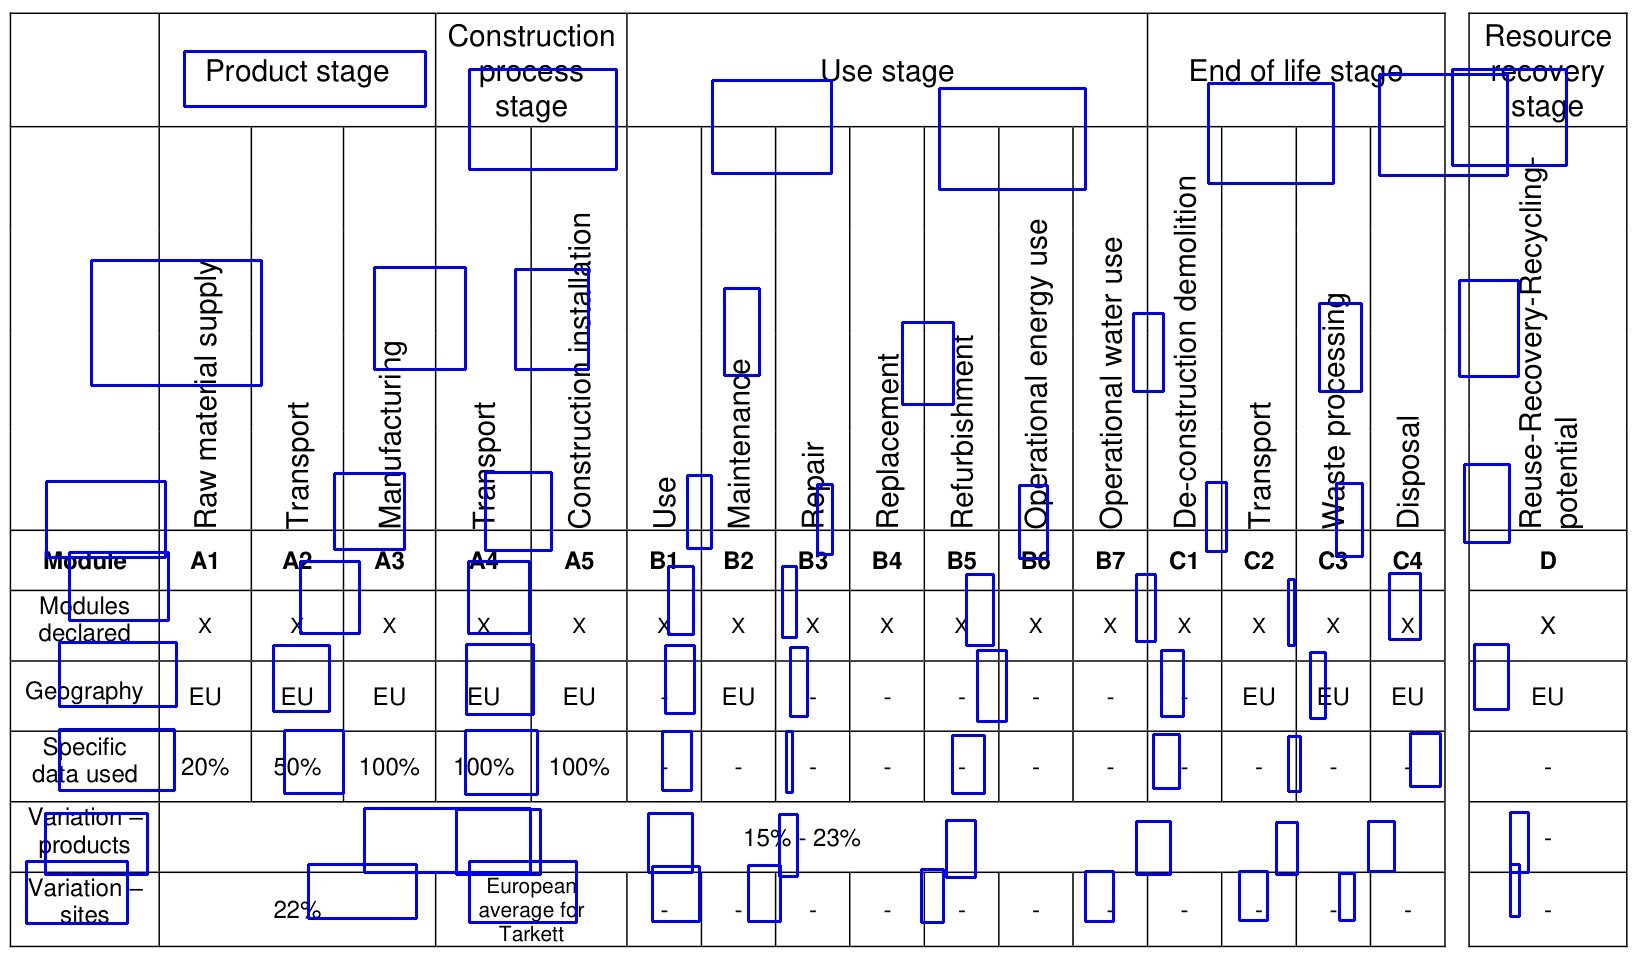 Product stage
Construction
process
stage
Use stage
End of life stage
Resource
recovery
stage
Raw material supply
Transport
Manufacturing
Transport
Construction installation
Use
Maintenance
Repair
Replacement
Refurbishment
Operational energy use
Operational water use
De-construction demolition
Transport
Waste processing
Disposal
Reuse-Recovery-Recycling-
potential
Module A1 A2 A3 A4 A5 B1 B2 B3 B4 B5 B6 B7 C1 C2 C3 C4 D
Modules
declared
X X X X X X X X X X X X X X X X X
Geography EU EU EU EU EU - EU - - - - - - EU EU EU EU
Specific
data used
20% 50% 100% 100% 100% - - - - - - - - - - - -
Variation –
products
15% - 23% -
Variation –
sites
22%
European
average for
Tarkett
- - - - - - - - - - - -